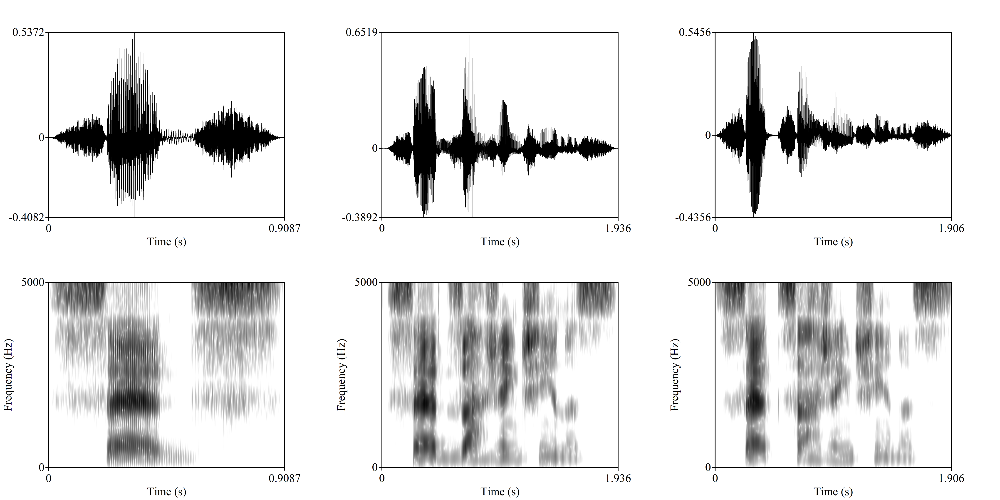 0.5372 0.6519 0.5456
0 0 0
-0.4082 -0.3892 -0.4356
0 0.9087 0 1.936 0 1.906
Time (s) Time (s) Time (s)
5000 5000 5000
Frequency (Hz) Frequency (Hz) Frequency (Hz)
0 0 0
0 0.9087 0 1.936 0 1.906
Time (s) Time (s) Time (s)